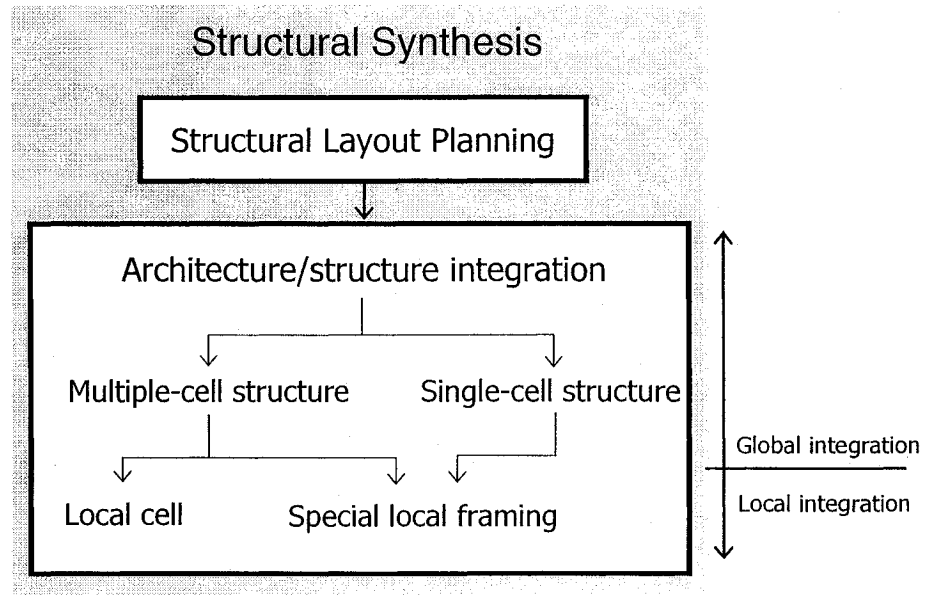 Structural Synthesis
Structural Layout Planning
Architecture/structure integration
Multiple-cell structure
Single-cell structure
Global integration
Local integration
Local cell
Special local framing